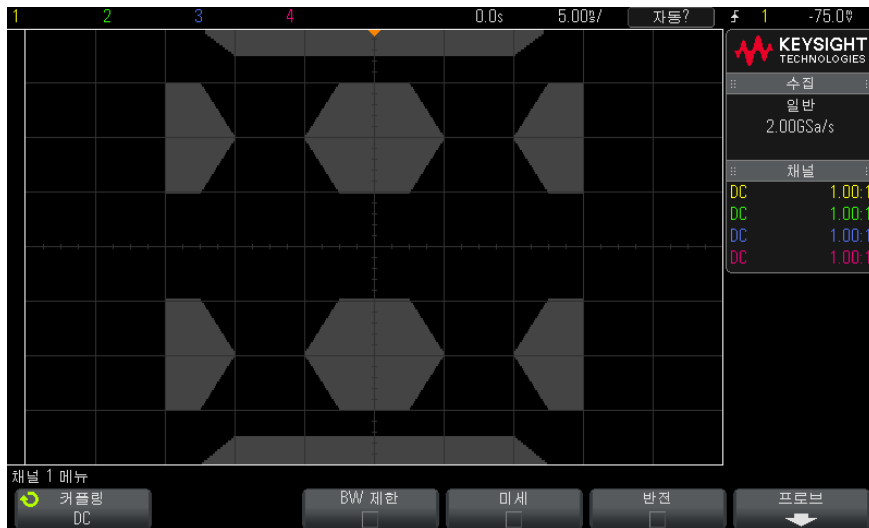 1 2 3 4 0.0s 5.00ns/ 자동? 1 -75.0V
KEYSIGHT
TECHNOLOGIES
수집
일반
2.00GSa/s
채널
DC 1.00:1
DC 1.00:1
DC 1.00:1
DC 1.00:1
채널 1 메뉴
커플링 BW 제한 미세 반전 프로브
DC